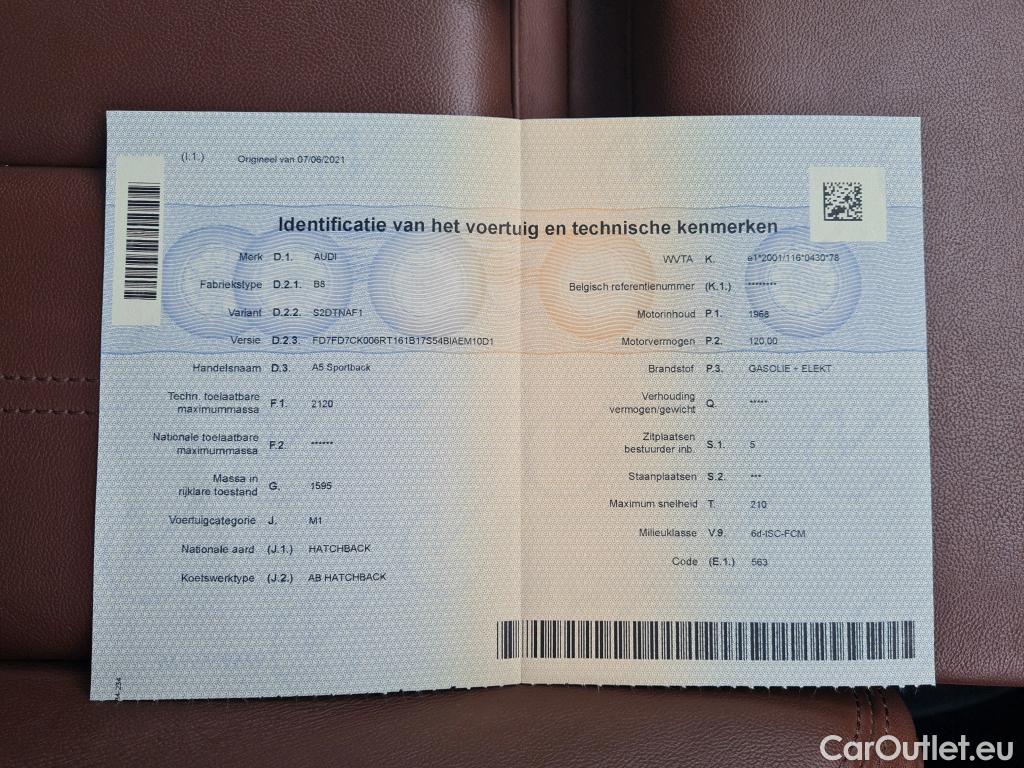 (I.1.) Origineel van 07/06/2021
Identificatie van het voertuig en technische kenmerken
Merk D.1. AUDI
Fabriekstype D.2.1. B8
Variant D.2.2. S2DTNAF1
Versie D.2.3. FD7FD7CK006RT161B17S54BIAEM10D1
Handelsnaam D.3. A5 Sportback
Techn. toelaatbare
maximummassa F.1. 2120
Nationale toelaatbare
maximummassa F.2. ******
Massa in
rijklare toestand G. 1595
Voertuigcategorie J. M1
Nationale aard (J.1.) HATCHBACK
Koetswerktype (J.2.) AB HATCHBACK
WVTA K. e1*2001/116*0430*78
Belgisch referentienummer (K.1.) ********
Motorinhoud P.1. 1968
Motorvermogen P.2. 120.00
Brandstof P.3. GASOLIE + ELEKT
Verhouding
vermogen/gewicht Q. *****
Zitplaatsen
bestuurder inb. S.1. 5
Staanplaatsen S.2. ***
Maximum snelheid T. 210
Milieuklasse V.9. 6d-ISC-FCM
Code (E.1.) 563
CarOutlet.eu